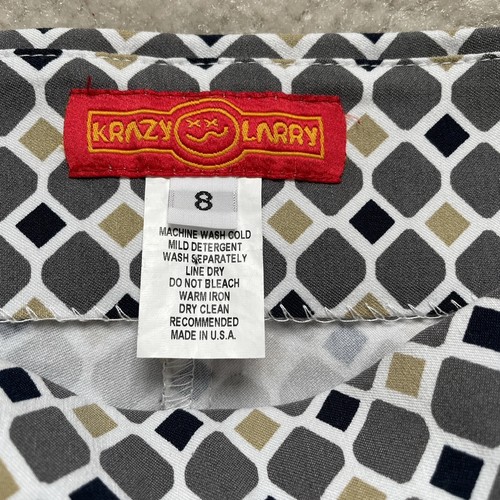 KRAZY LARRY
8
MACHINE WASH COLD
MILD DETERGENT
WASH SEPARATELY
LINE DRY
DO NOT BLEACH
WARM IRON
DRY CLEAN
RECOMMENDED
MADE IN U.S.A.